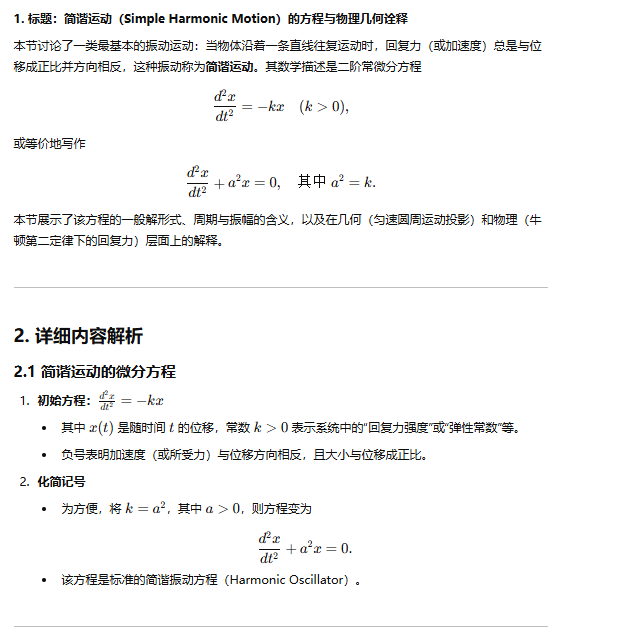 1. 标题：简谐运动（Simple Harmonic Motion）的方程与物理几何诠释
本节讨论了一类最基本的振动运动：当物体沿着一条直线往复运动时，回复力（或加速度）总是与位
移成正比并方向相反，这种振动称为简谐运动。其数学描述是二阶常微分方程
d²x/dt² = −kx (k > 0),
或等价地写作
d²x/dt² + a²x = 0, 其中 a² = k.
本节展示了该方程的一般解形式、周期与振幅的含义，以及在几何（匀速圆周运动投影）和物理（牛
顿第二定律下的回复力）层面上的解释。
2. 详细内容解析
2.1 简谐运动的微分方程
1. 初始方程：d²x/dt² = −kx
• 其中 x(t) 是随时间 t 的位移，常数 k > 0 表示系统中的“回复力强度”或“弹性常数”等。
• 负号表明加速度（或所受力）与位移方向相反，且大小与位移成正比。
2. 化简记号
• 为方便，将 k = a²，其中 a > 0，则方程变为
d²x/dt² + a²x = 0.
• 该方程是标准的简谐振动方程（Harmonic Oscillator）。